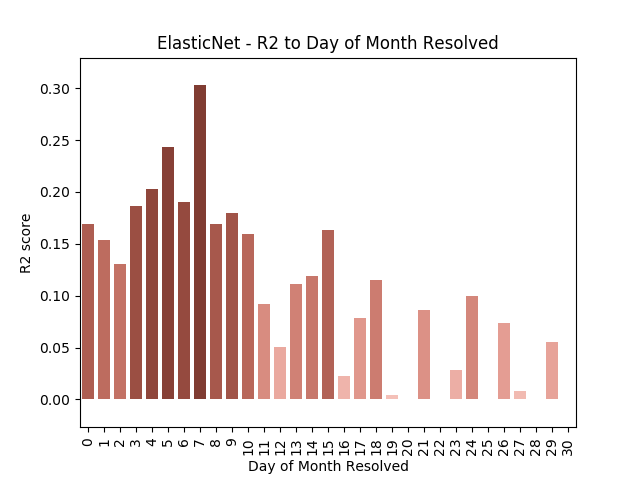 ElasticNet - R2 to Day of Month Resolved
0.30
0.25
0.20
0.15
0.10
0.05
0.00
R2 score
0 1 2 3 4 5 6 7 8 9 10 11 12 13 14 15 16 17 18 19 20 21 22 23 24 25 26 27 28 29 30
Day of Month Resolved